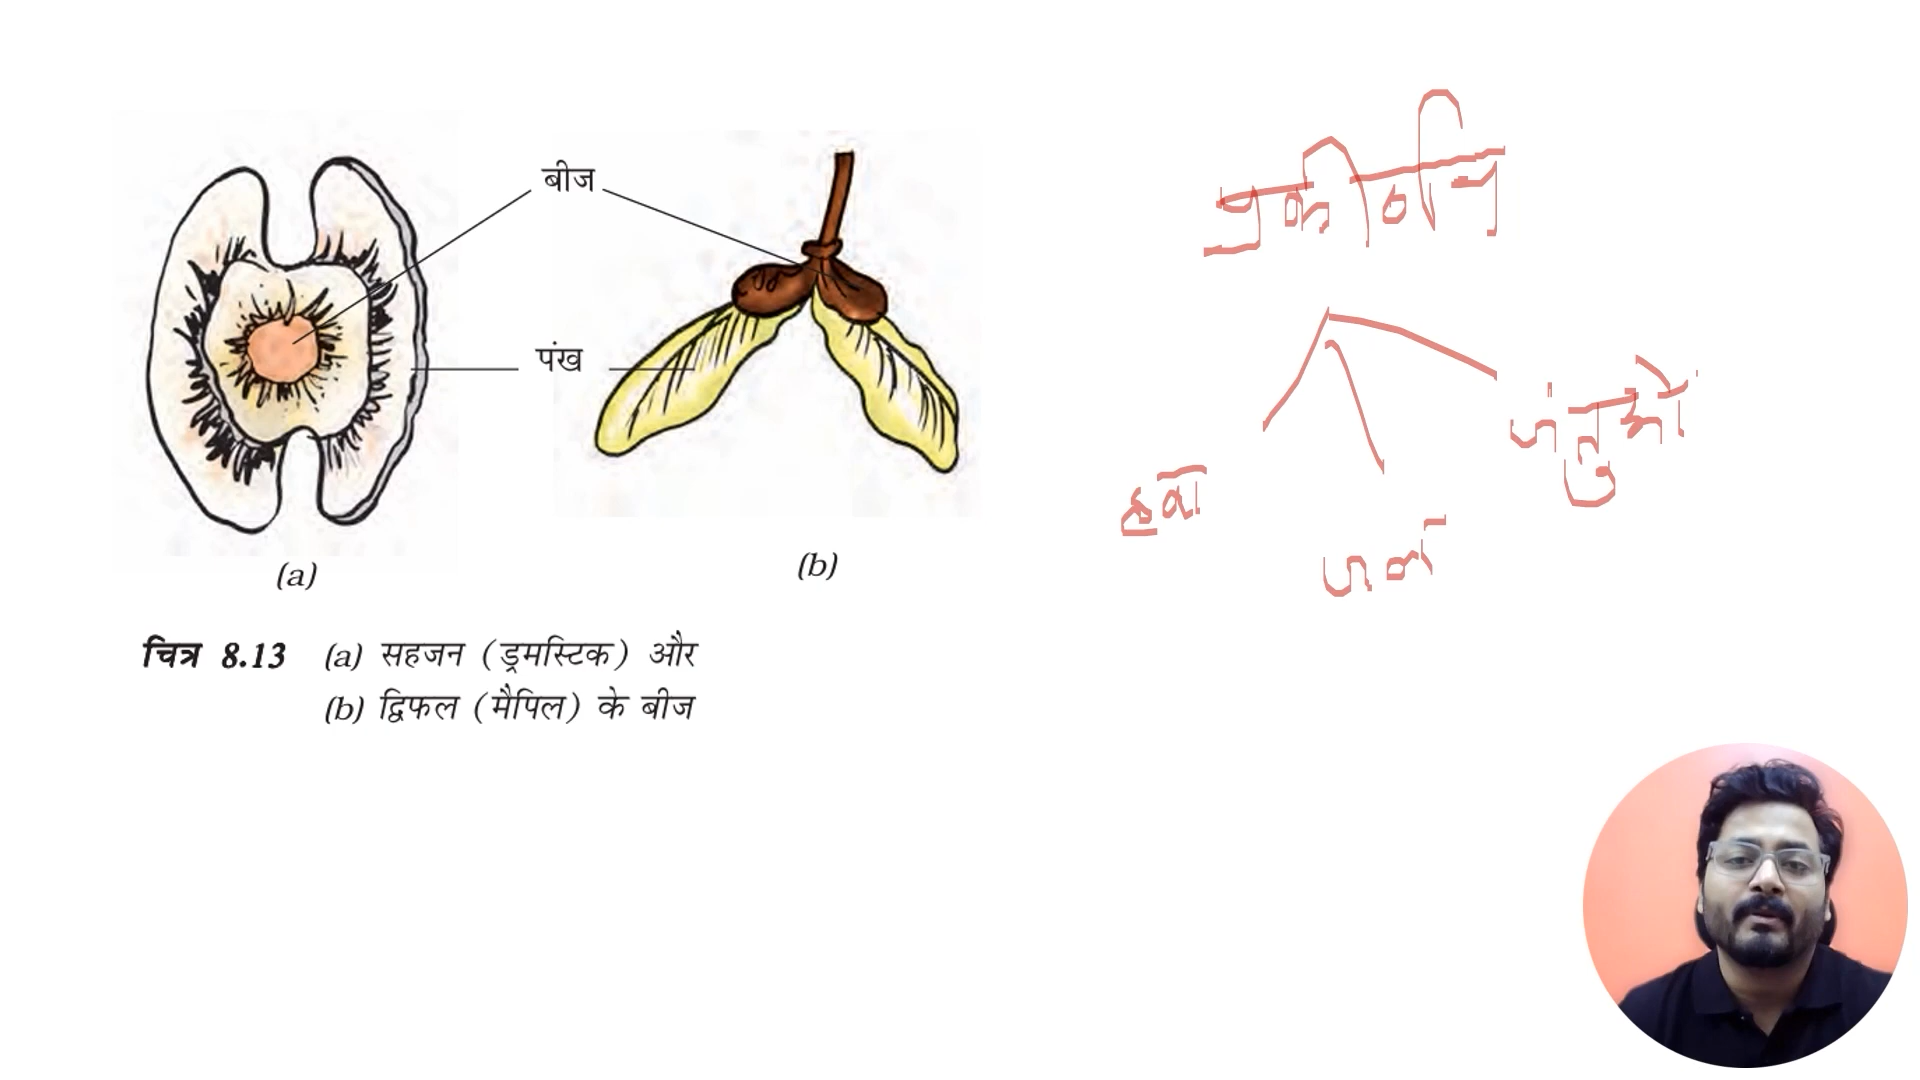 बीज
पंख
(a)
(b)
चित्र 8.13 (a) सहजन (ड्रमस्टिक) और
(b) द्विफल (मैपिल) के बीज
प्रकीर्णन
हवा
जल
जंतुओं